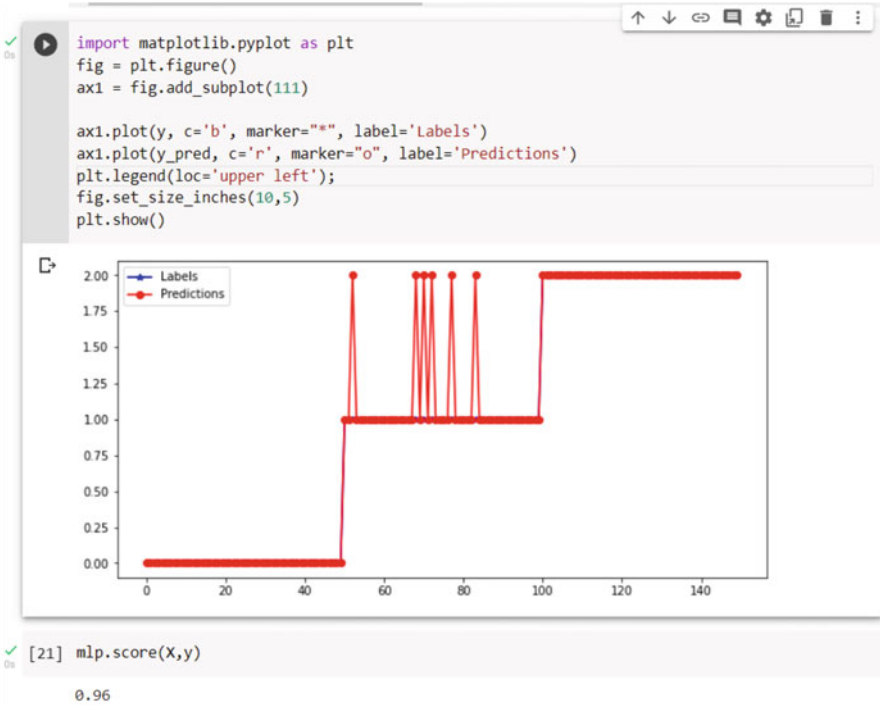 import matplotlib.pyplot as plt
fig = plt.figure()
ax1 = fig.add_subplot(111)
ax1.plot(y, c='b', marker="*", label='Labels')
ax1.plot(y_pred, c='r', marker="o", label='Predictions')
plt.legend(loc='upper left');
fig.set_size_inches(10,5)
plt.show()
0s
Labels
Predictions
2.00
1.75
1.50
1.25
1.00
0.75
0.50
0.25
0.00
0 20 40 60 80 100 120 140
[21] mlp.score(X,y)
0s
0.96